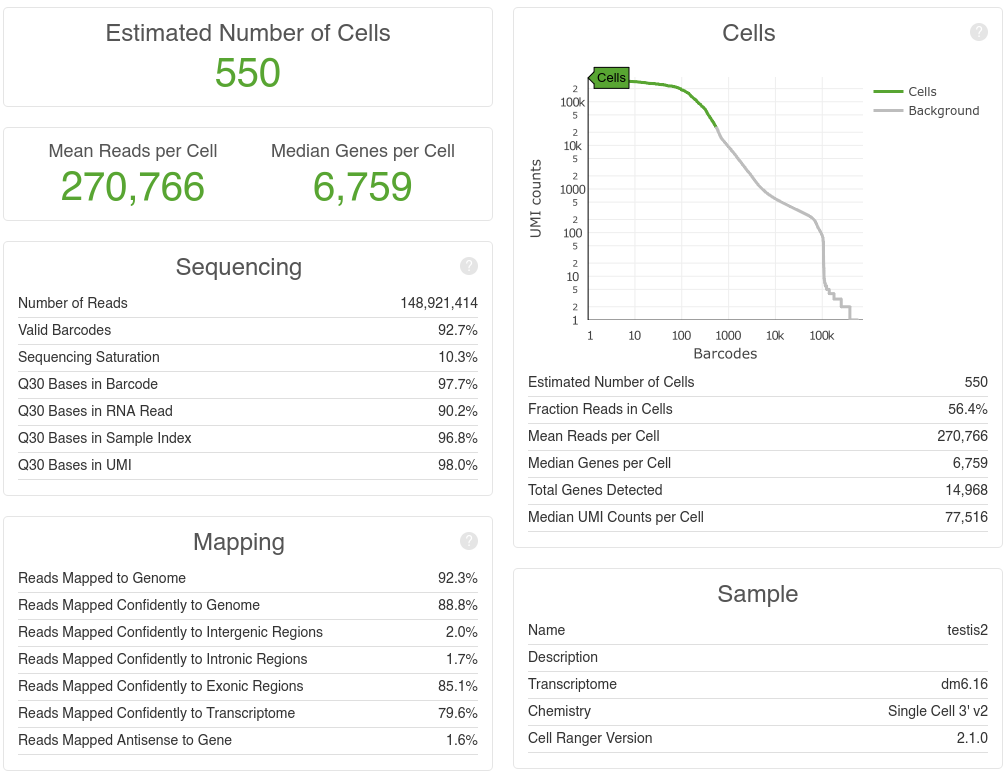 Estimated Number of Cells
550
Mean Reads per Cell
270,766
Median Genes per Cell
6,759
Sequencing
?
Number of Reads 148,921,414
Valid Barcodes 92.7%
Sequencing Saturation 10.3%
Q30 Bases in Barcode 97.7%
Q30 Bases in RNA Read 90.2%
Q30 Bases in Sample Index 96.8%
Q30 Bases in UMI 98.0%
Mapping
?
Reads Mapped to Genome 92.3%
Reads Mapped Confidently to Genome 88.8%
Reads Mapped Confidently to Intergenic Regions 2.0%
Reads Mapped Confidently to Intronic Regions 1.7%
Reads Mapped Confidently to Exonic Regions 85.1%
Reads Mapped Confidently to Transcriptome 79.6%
Reads Mapped Antisense to Gene 1.6%
Cells
?
Cells
Cells
Background
UMI counts
2
100k
5
2
10k
5
2
1000
5
2
100
5
2
10
5
2
1
1 10 100 1000 10k 100k
Barcodes
Estimated Number of Cells 550
Fraction Reads in Cells 56.4%
Mean Reads per Cell 270,766
Median Genes per Cell 6,759
Total Genes Detected 14,968
Median UMI Counts per Cell 77,516
Sample
Name testis2
Description
Transcriptome dm6.16
Chemistry Single Cell 3' v2
Cell Ranger Version 2.1.0